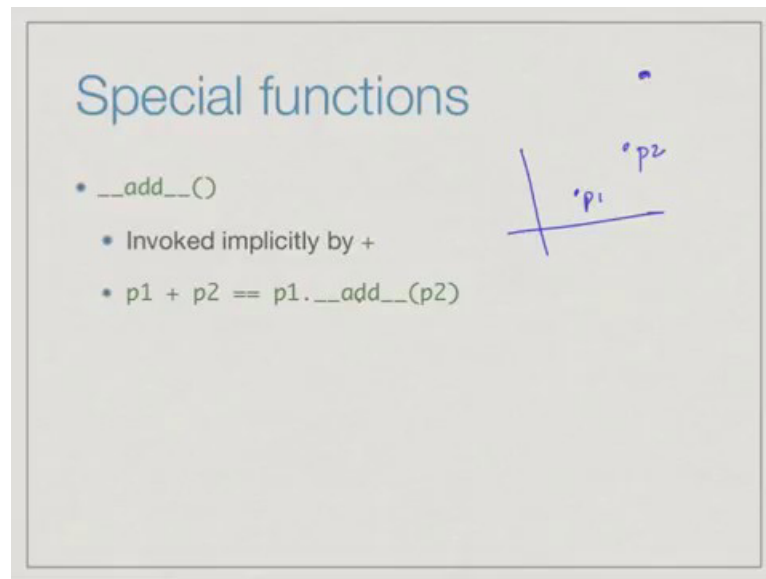 Special functions
__add__()
Invoked implicitly by +
p1 + p2 == p1.__add__(p2)
p2
p1